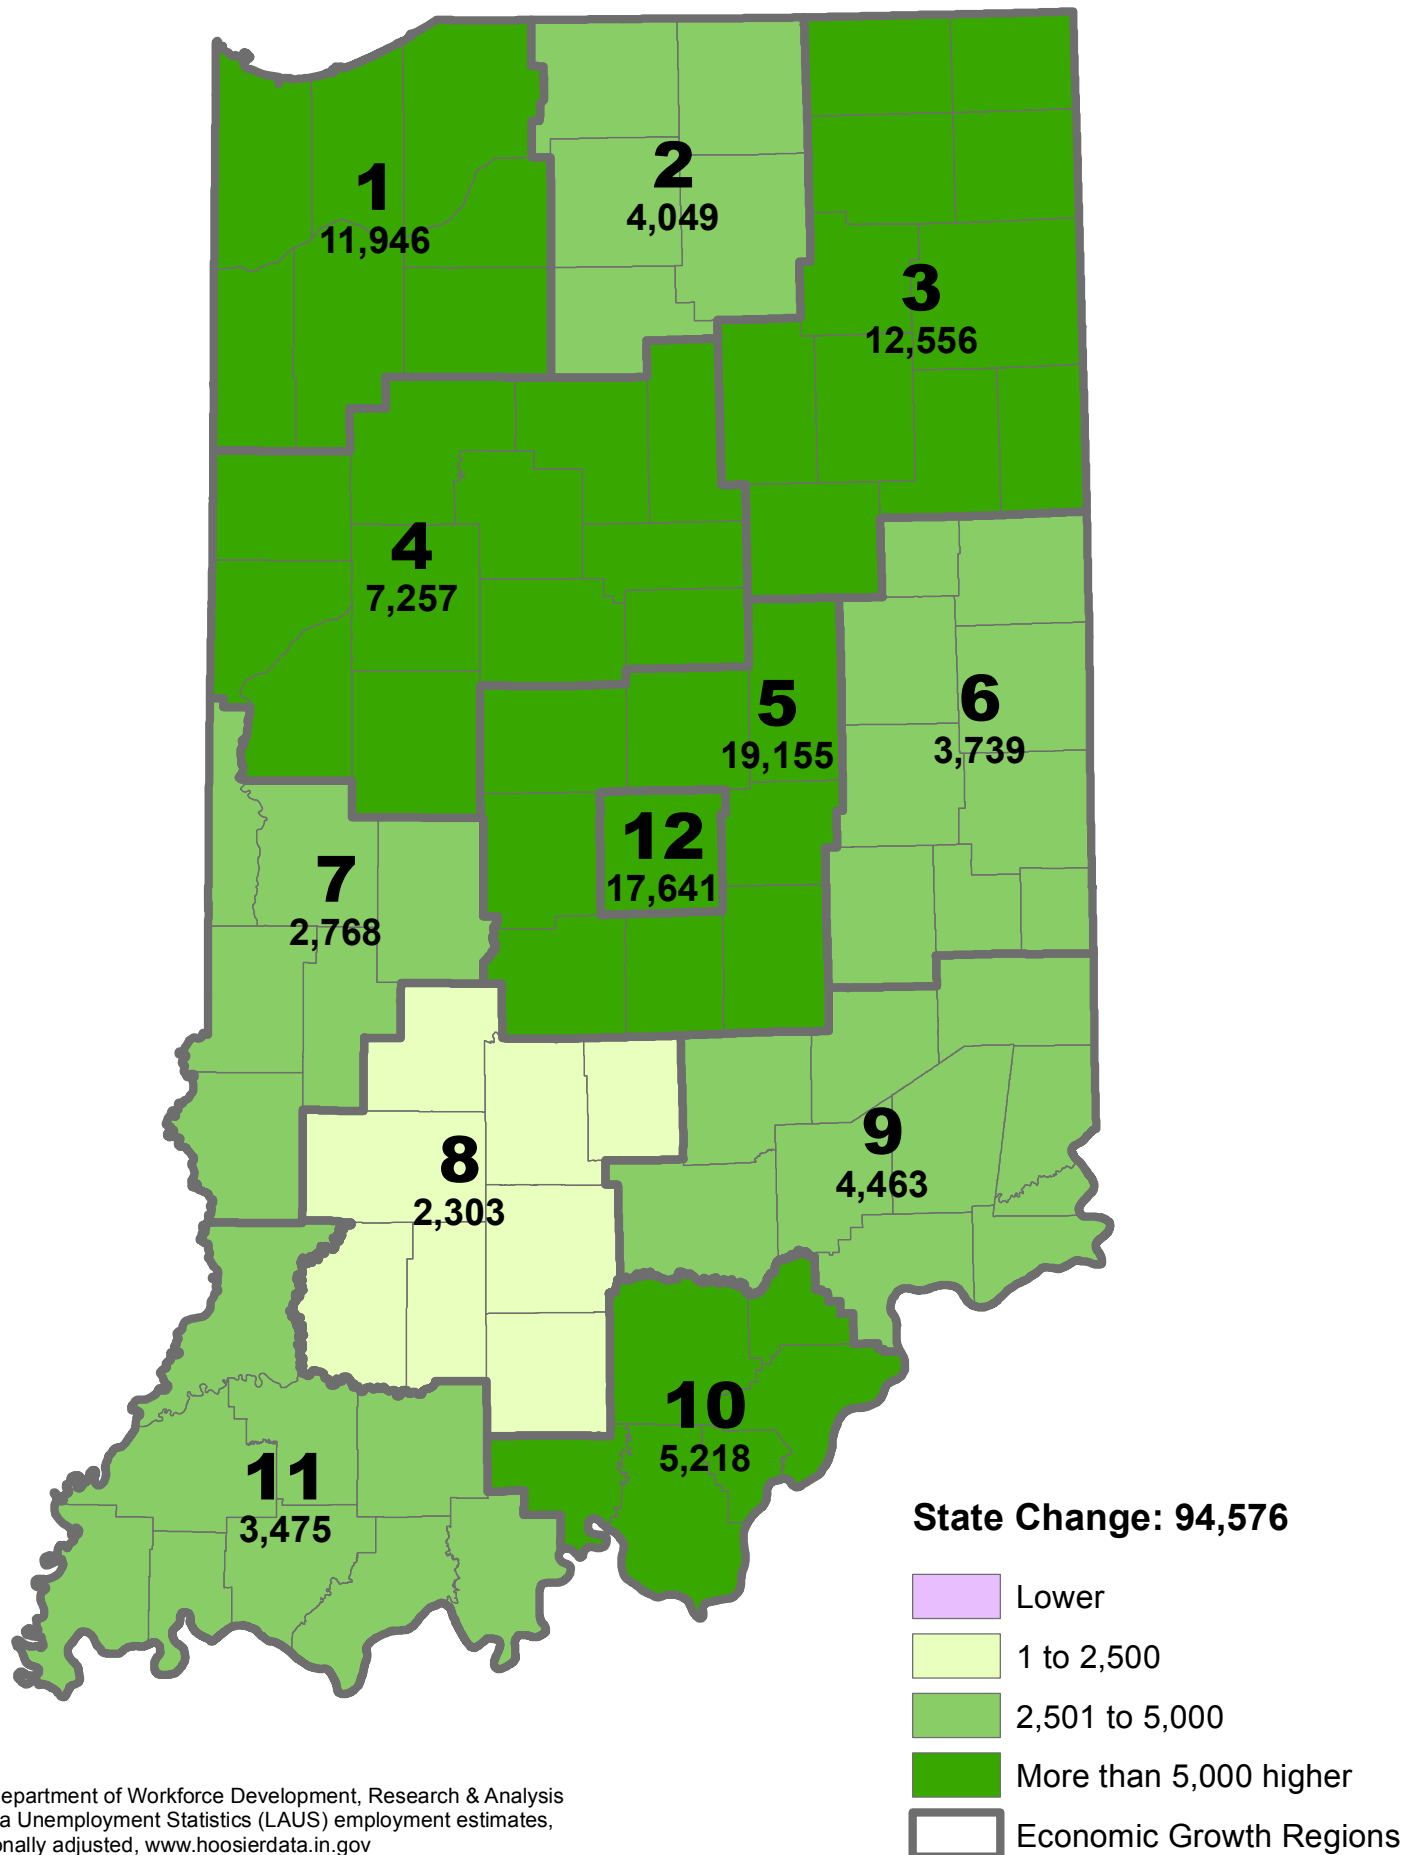 1
11,946
2
4,049
3
12,556
4
7,257
5
19,155
6
3,739
12
17,641
7
2,768
8
2,303
9
4,463
10
5,218
11
3,475
State Change: 94,576
Lower
1 to 2,500
2,501 to 5,000
More than 5,000 higher
Economic Growth Regions
epartment of Workforce Development, Research & Analysis
a Unemployment Statistics (LAUS) employment estimates,
onally adjusted, www.hoosierdata.in.gov